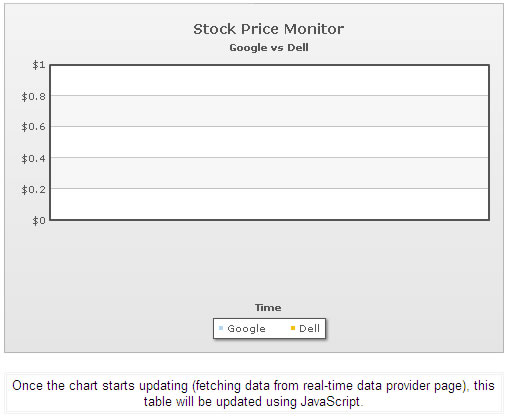 Stock Price Monitor
Google vs Dell
$1
$0.8
$0.6
$0.4
$0.2
$0
Time
Google Dell
Once the chart starts updating (fetching data from real-time data provider page), this
table will be updated using JavaScript.